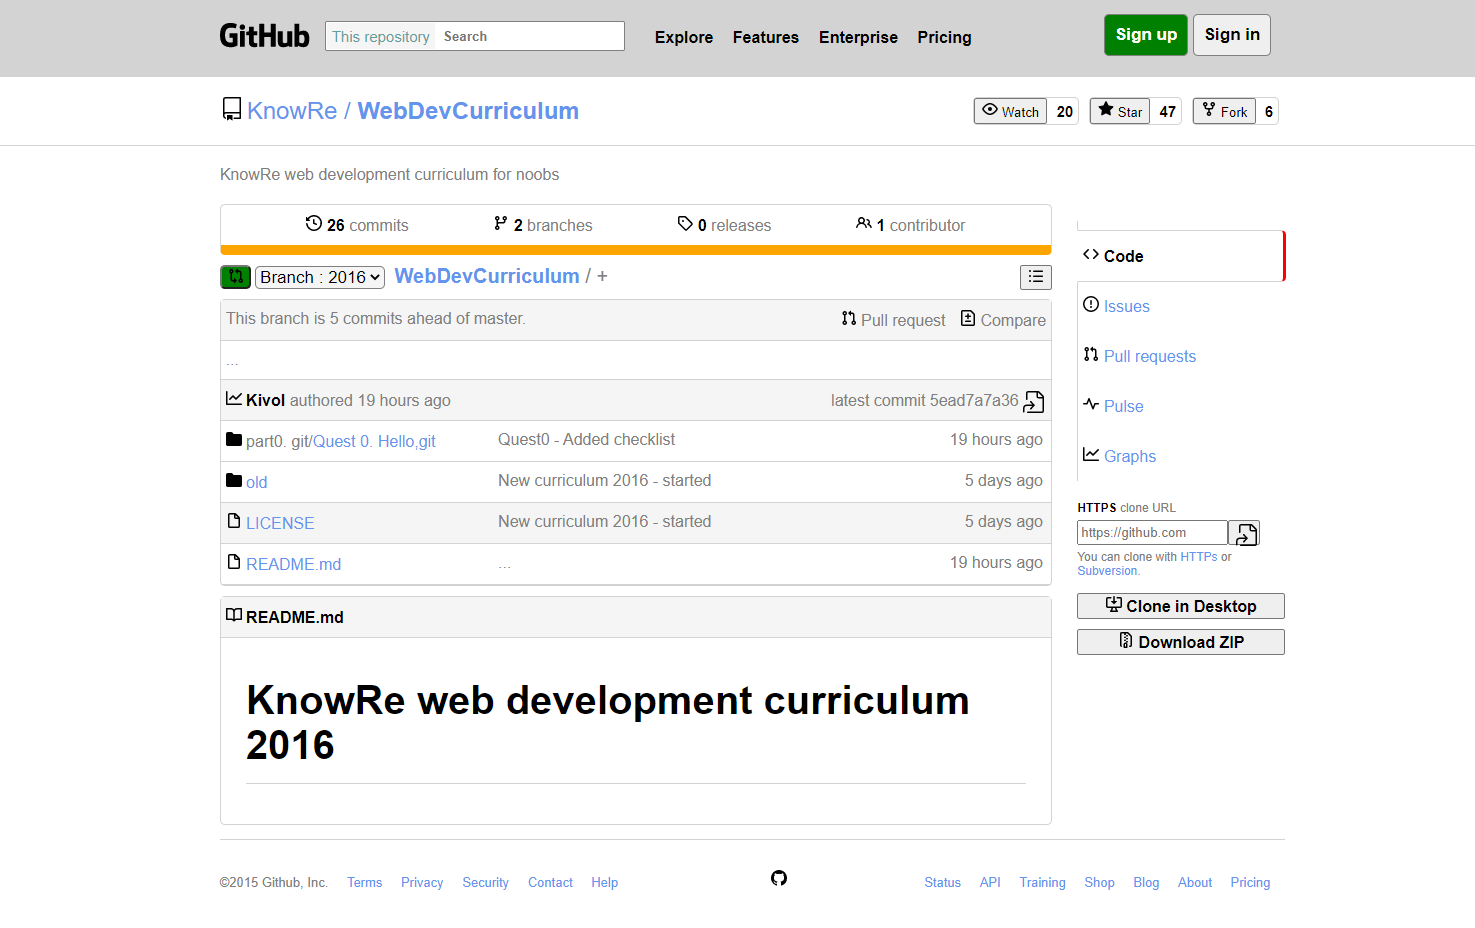 GitHub This repository Search Explore Features Enterprise Pricing Sign up Sign in
KnowRe / WebDevCurriculum Watch 20 Star 47 Fork 6
KnowRe web development curriculum for noobs
26 commits 2 branches 0 releases 1 contributor
Branch : 2016 WebDevCurriculum / +
This branch is 5 commits ahead of master. Pull request Compare
...
Kivol authored 19 hours ago latest commit 5ead7a7a36
part0. git/Quest 0. Hello,git Quest0 - Added checklist 19 hours ago
old New curriculum 2016 - started 5 days ago
LICENSE New curriculum 2016 - started 5 days ago
README.md ... 19 hours ago
README.md
KnowRe web development curriculum
2016
Code
Issues
Pull requests
Pulse
Graphs
HTTPS clone URL
https://github.com
You can clone with HTTPs or
Subversion.
Clone in Desktop
Download ZIP
©2015 Github, Inc. Terms Privacy Security Contact Help Status API Training Shop Blog About Pricing